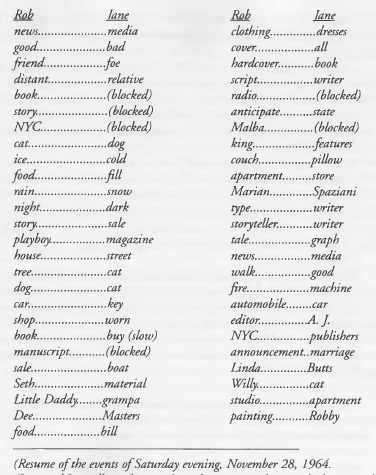 Rob Jane
news....................media
good....................bad
friend..................foe
distant.................relative
book....................(blocked)
story...................(blocked)
NYC.....................(blocked)
cat.....................dog
ice.....................cold
food....................fill
rain....................snow
night...................dark
story...................sale
playboy.................magazine
house...................street
tree....................cat
dog.....................cat
car.....................key
shop....................worn
book....................buy (slow)
manuscript..............(blocked)
sale....................boat
Seth....................material
Little Daddy............grampa
Dee.....................Masters
food....................bill
Rob Jane
clothing................dresses
cover...................all
hardcover...............book
script..................writer
radio...................(blocked)
anticipate..............state
Malba...................(blocked)
king....................features
couch...................pillow
apartment...............store
Marian..................Spaziani
type....................writer
storyteller.............writer
tale....................graph
news....................media
walk....................good
fire....................machine
automobile..............car
editor..................A. J.
NYC.....................publishers
announcement..marriage
Linda...................Butts
Willy...................cat
studio..................apartment
painting................Robby
(Resume of the events of Saturday evening, November 28, 1964.